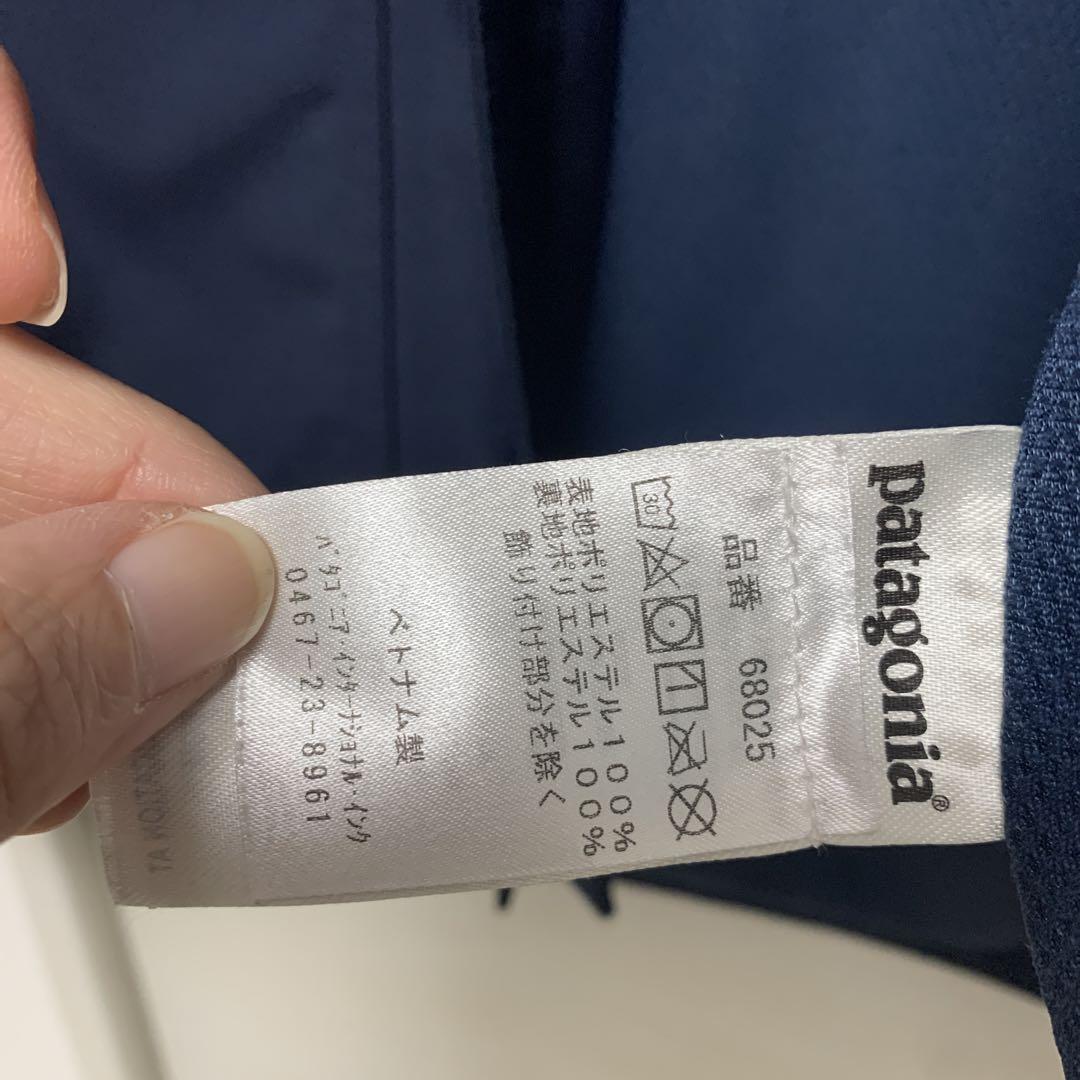 patagonia®
品番 68025
30
表地ポリエステル100%
裏地ポリエステル100%
飾り付け部分を除く
ベトナム製
パタゴニア・インターナショナル・インク
0467-23-8961